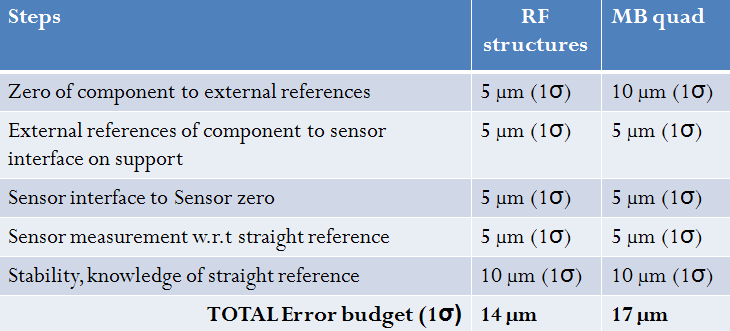 Steps RF structures MB quad
Zero of component to external references 5 µm (1σ) 10 µm (1σ)
External references of component to sensor interface on support 5 µm (1σ) 5 µm (1σ)
Sensor interface to Sensor zero 5 µm (1σ) 5 µm (1σ)
Sensor measurement w.r.t straight reference 5 µm (1σ) 5 µm (1σ)
Stability, knowledge of straight reference 10 µm (1σ) 10 µm (1σ)
TOTAL Error budget (1σ) 14 µm 17 µm